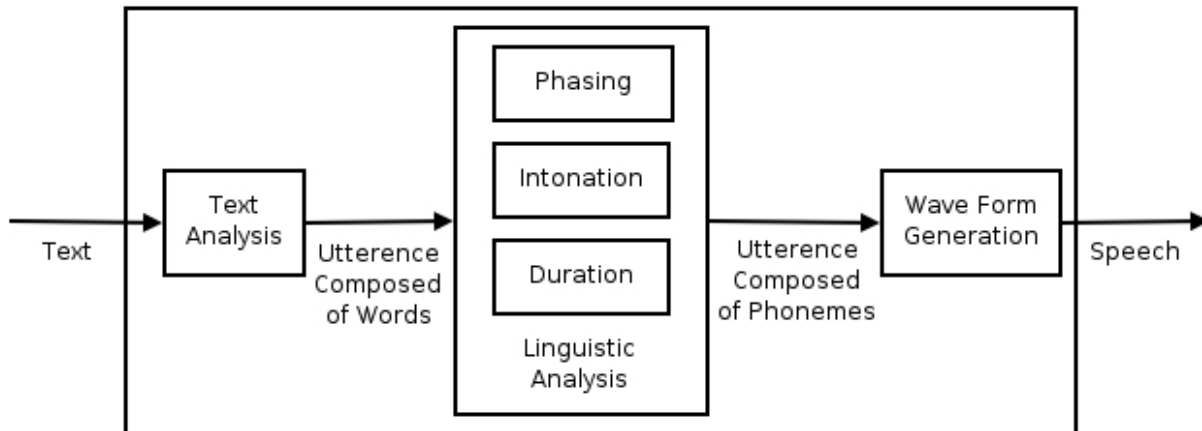 Text
Text
Analysis
Utterence
Composed
of Words
Phasing
Intonation
Duration
Linguistic
Analysis
Utterence
Composed
of Phonemes
Wave Form
Generation
Speech